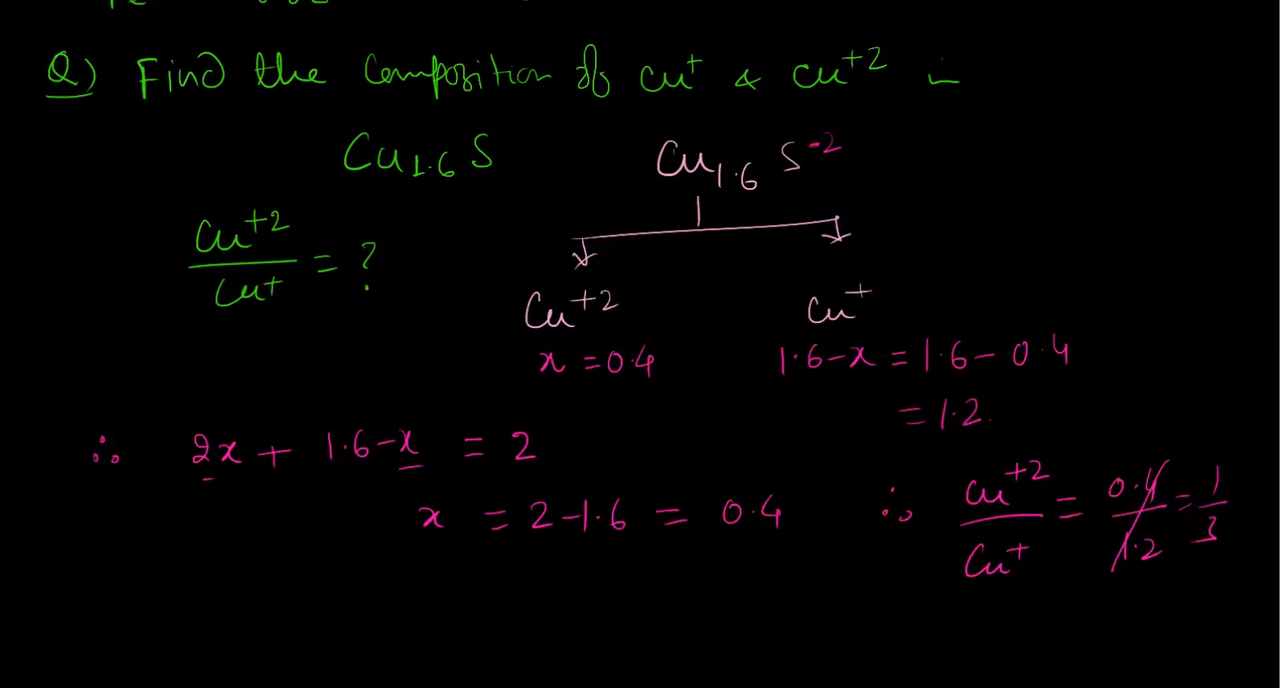 Q) Find the Composition of Cu⁺ & Cu⁺² in
Cu₁.₆ S
Cu₁.₆ S⁻²
Cu⁺²/Cu⁺ = ?
Cu⁺²
Cu⁺
x = 0.4
1.6-x = 1.6 - 0.4
= 1.2
∴ 2x + 1.6-x = 2
x = 2-1.6 = 0.4
∴ Cu⁺²/Cu⁺ = 0.4/1.2 = 1/3